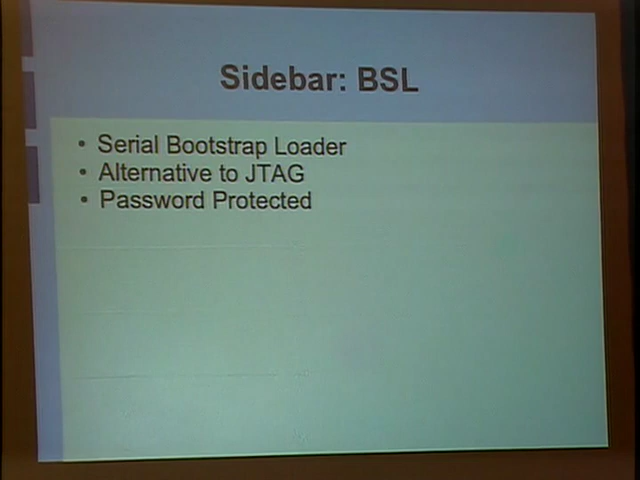 Sidebar: BSL
• Serial Bootstrap Loader
• Alternative to JTAG
• Password Protected